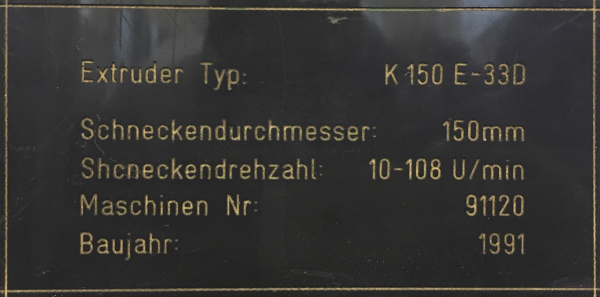 Extruder Typ: K 150 E-33D
Schneckendurchmesser: 150mm
Shcneckendrehzahl: 10-108 U/min
Maschinen Nr: 91120
Baujahr: 1991